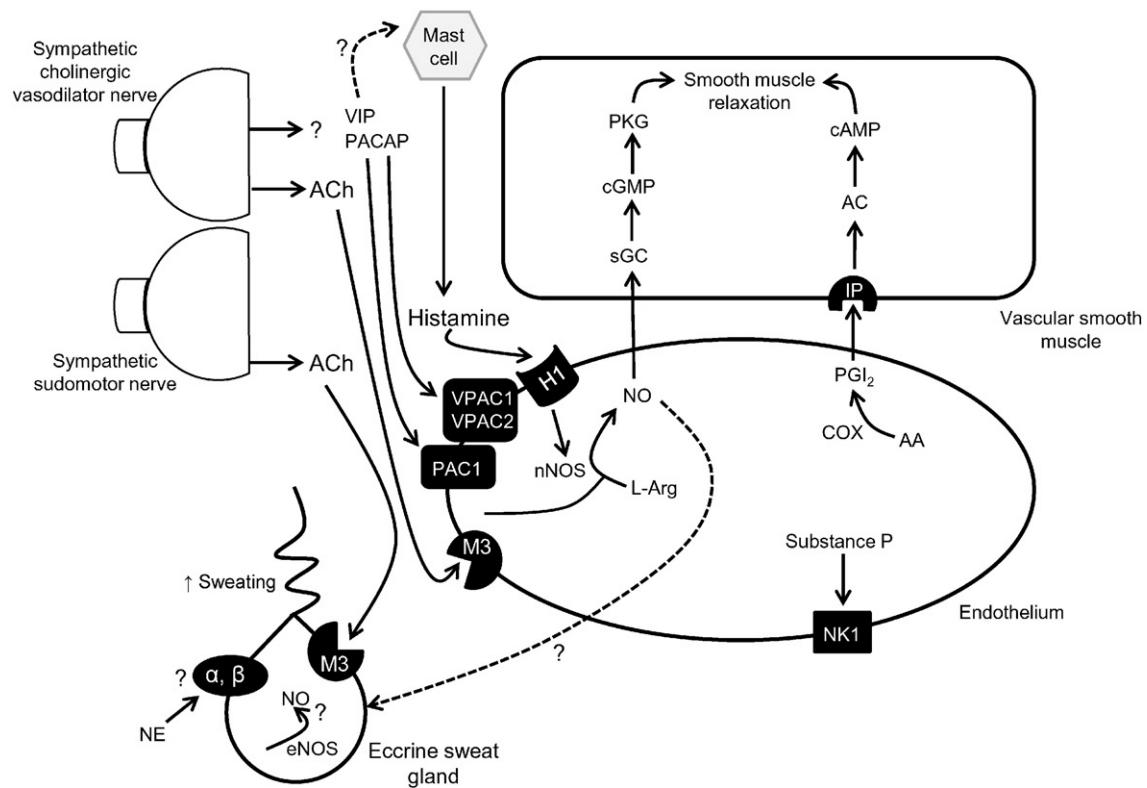 Sympathetic
cholinergic
vasodilator nerve
?
ACh
Sympathetic
sudomotor nerve
ACh
?
VIP
PACAP
Mast
cell
Histamine
Smooth muscle
relaxation
PKG
cGMP
sGC
cAMP
AC
IP
Vascular smooth
muscle
VPAC1
VPAC2
H1
PAC1
M3
nNOS
NO
L-Arg
PGI₂
COX
AA
Substance P
NK1
Endothelium
?
↑ Sweating
M3
?
α, β
NE
NO
?
eNOS
Eccrine sweat
gland